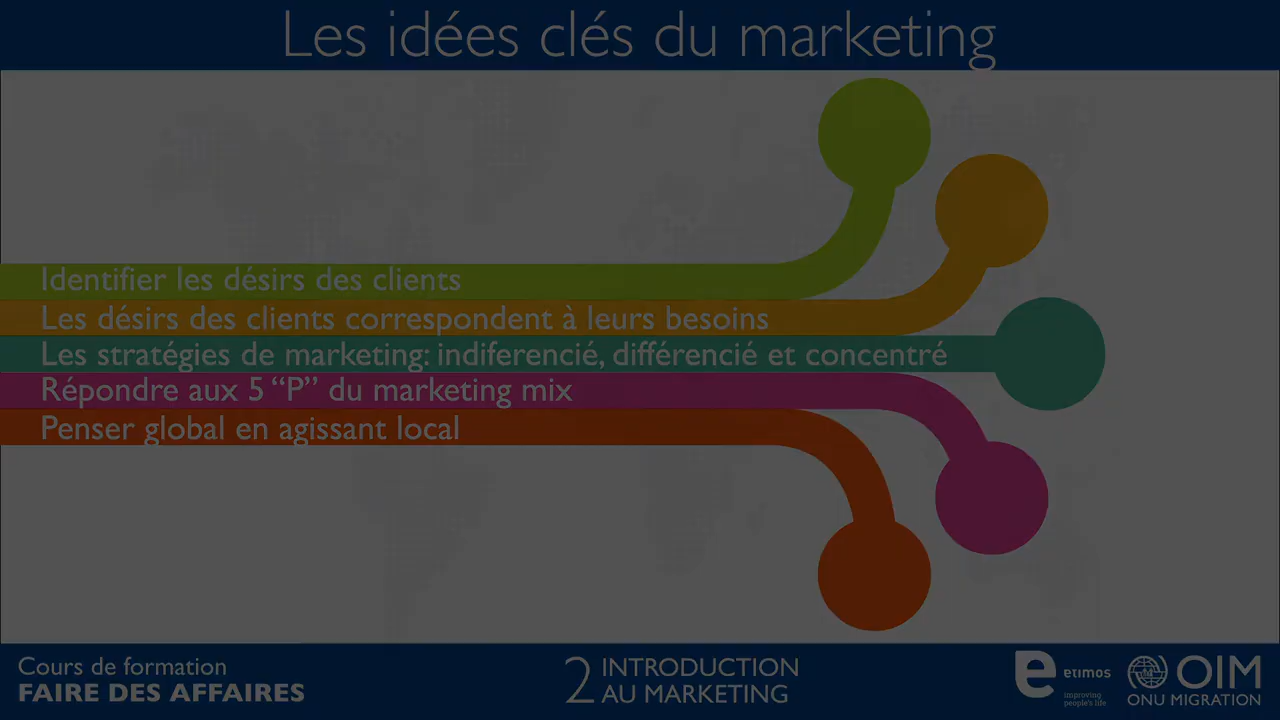 Les idées clés du marketing
Identifier les désirs des clients
Les désirs des clients correspondent à leurs besoins
Les stratégies de marketing: indiferencié, différencié et concentré
Répondre aux 5 “P” du marketing mix
Penser global en agissant local
Cours de formation
FAIRE DES AFFAIRES
2 INTRODUCTION
AU MARKETING
e
etimos
improving
people's life
OIM
ONU MIGRATION